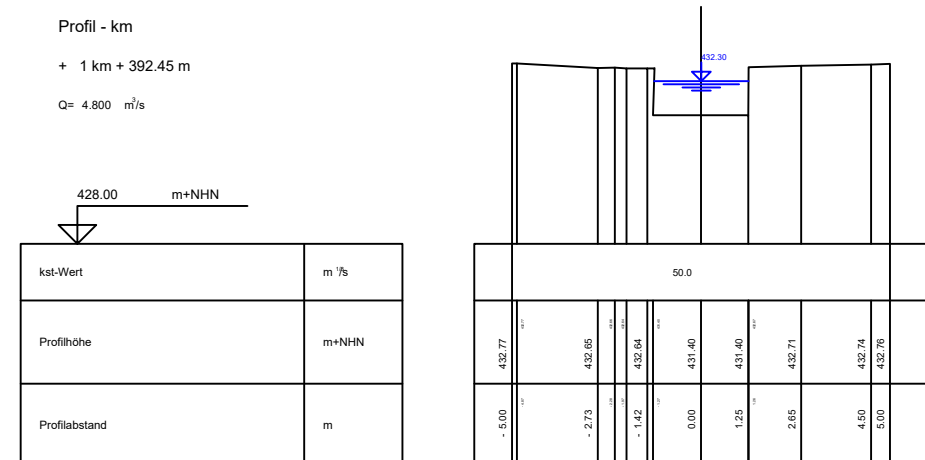 Profil - km
+ 1 km + 392.45 m
Q= 4.800 m³/s
432.30
428.00 m+NHN
kst-Wert m ¹/³/s 50.0
Profilhöhe m+NHN 432.77 432.65 432.64 431.40 431.40 432.71 432.74 432.76
Profilabstand m - 5.00 - 2.73 - 1.42 0.00 1.25 2.65 4.50 5.00